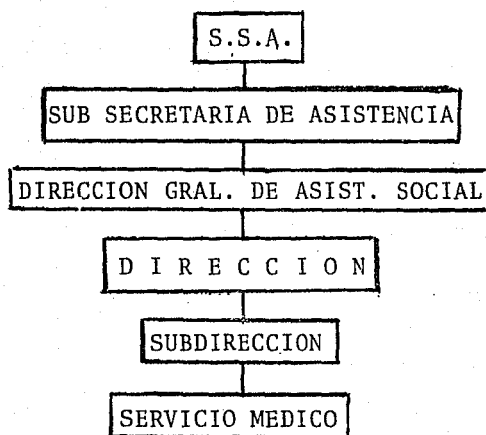 S.S.A.
SUB SECRETARIA DE ASISTENCIA
DIRECCION GRAL. DE ASIST. SOCIAL
D I R E C C I O N
SUBDIRECCION
SERVICIO MEDICO